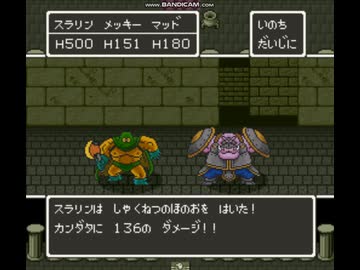 www.BANDICAM.com
スラリン メッキー マッド
H500 H151 H180
いのち
だいじに
スラリンは しゃくねつのほのおを はいた!
カンダタに 136の ダメージ!!